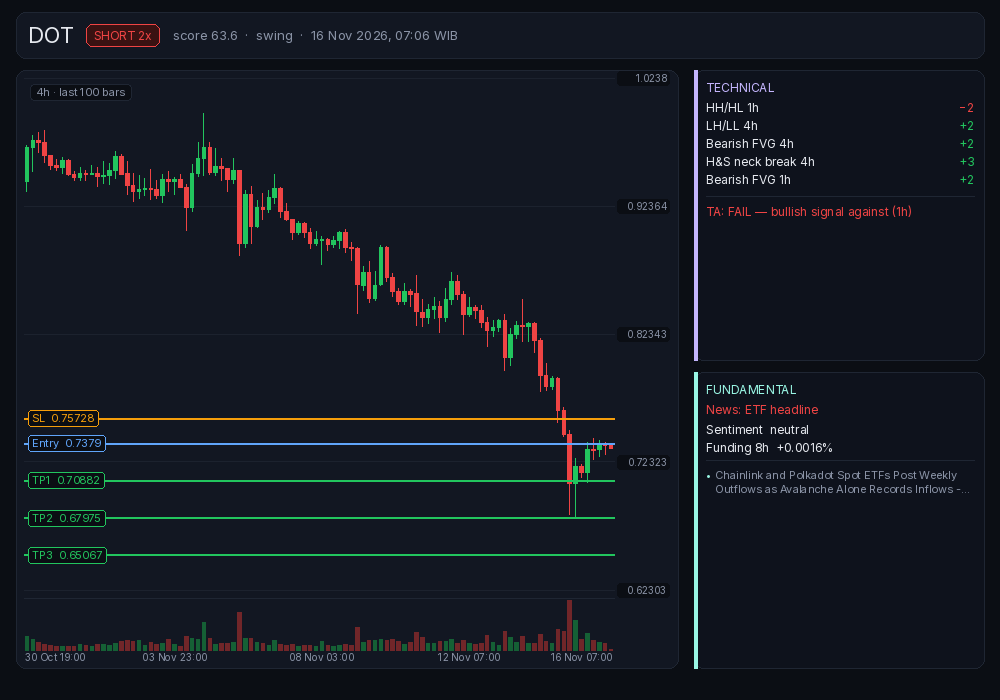 DOT SHORT 2x score 63.6 · swing · 16 Nov 2026, 07:06 WIB
4h · last 100 bars
1.0238
0.92364
0.82343
0.72323
0.62303
SL 0.75728
Entry 0.7379
TP1 0.70882
TP2 0.67975
TP3 0.65067
30 Oct 19:00 03 Nov 23:00 08 Nov 03:00 12 Nov 07:00 16 Nov 07:00
TECHNICAL
HH/HL 1h −2
LH/LL 4h +2
Bearish FVG 4h +2
H&S neck break 4h +3
Bearish FVG 1h +2
TA: FAIL — bullish signal against (1h)
FUNDAMENTAL
News: ETF headline
Sentiment neutral
Funding 8h +0.0016%
• Chainlink and Polkadot Spot ETFs Post Weekly
Outflows as Avalanche Alone Records Inflows -...